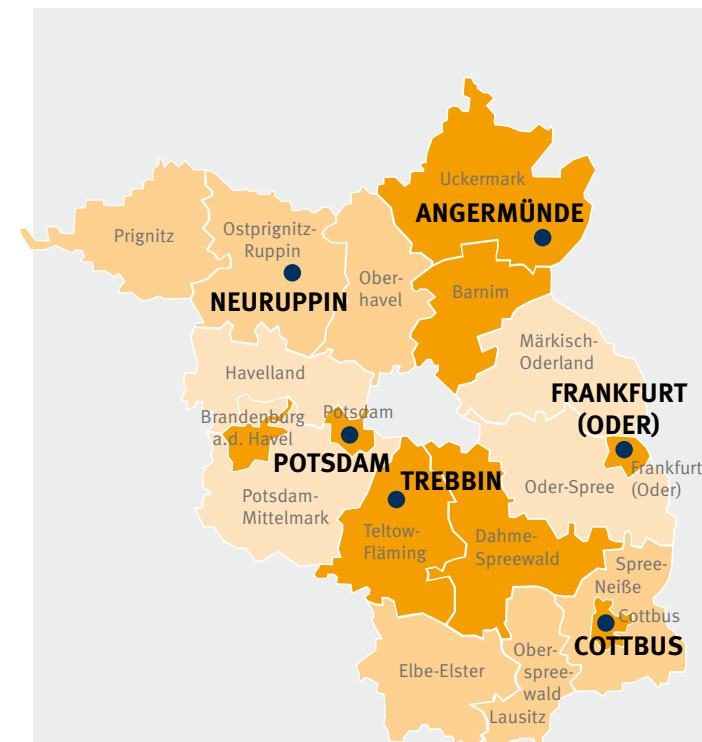 Uckermark
ANGERMÜNDE
Prignitz
Ostprignitz-
Ruppin
NEURUPPIN
Ober-
havel
Barnim
Märkisch-
Oderland
Havelland
FRANKFURT
(ODER)
Brandenburg
a.d. Havel
Potsdam
POTSDAM
TREBBIN
Frankfurt
(Oder)
Oder-Spree
Potsdam-
Mittelmark
Teltow-
Fläming
Dahme-
Spreewald
Spree-
Neiße
Cottbus
COTTBUS
Elbe-Elster
Ober-
spree-
wald
Lausitz